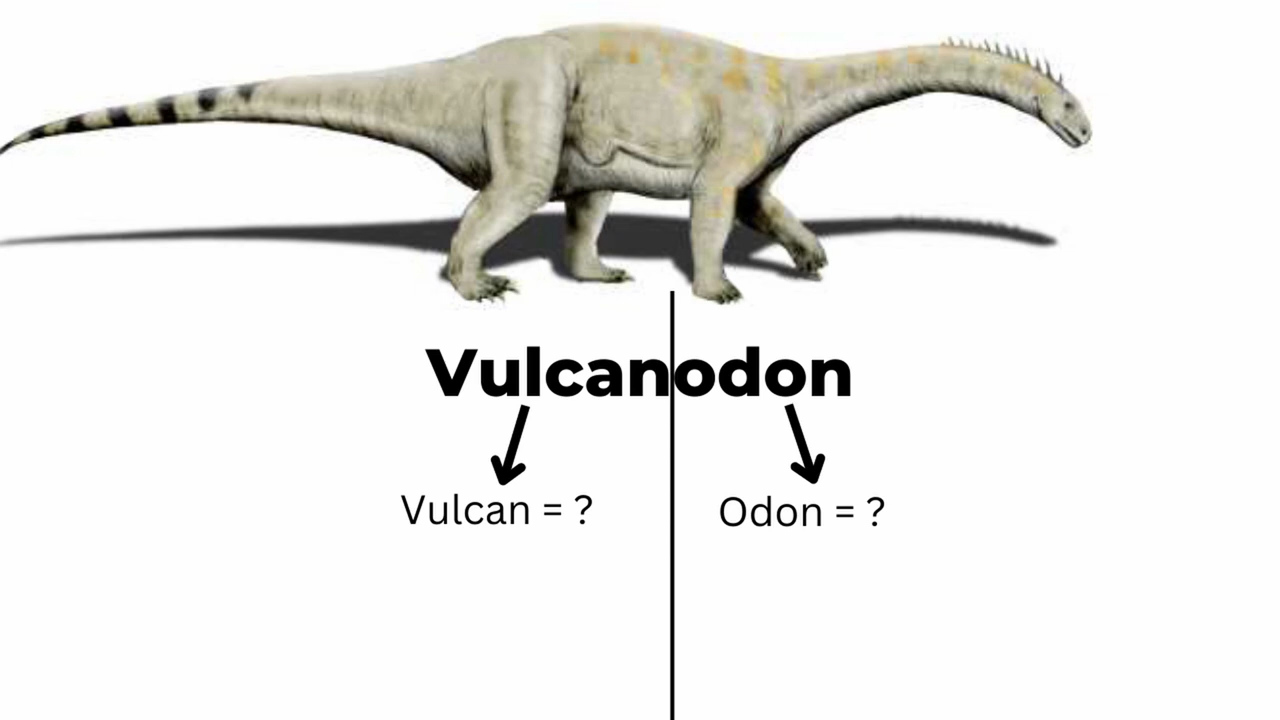 Vulcanodon
Vulcan = ?
Odon = ?